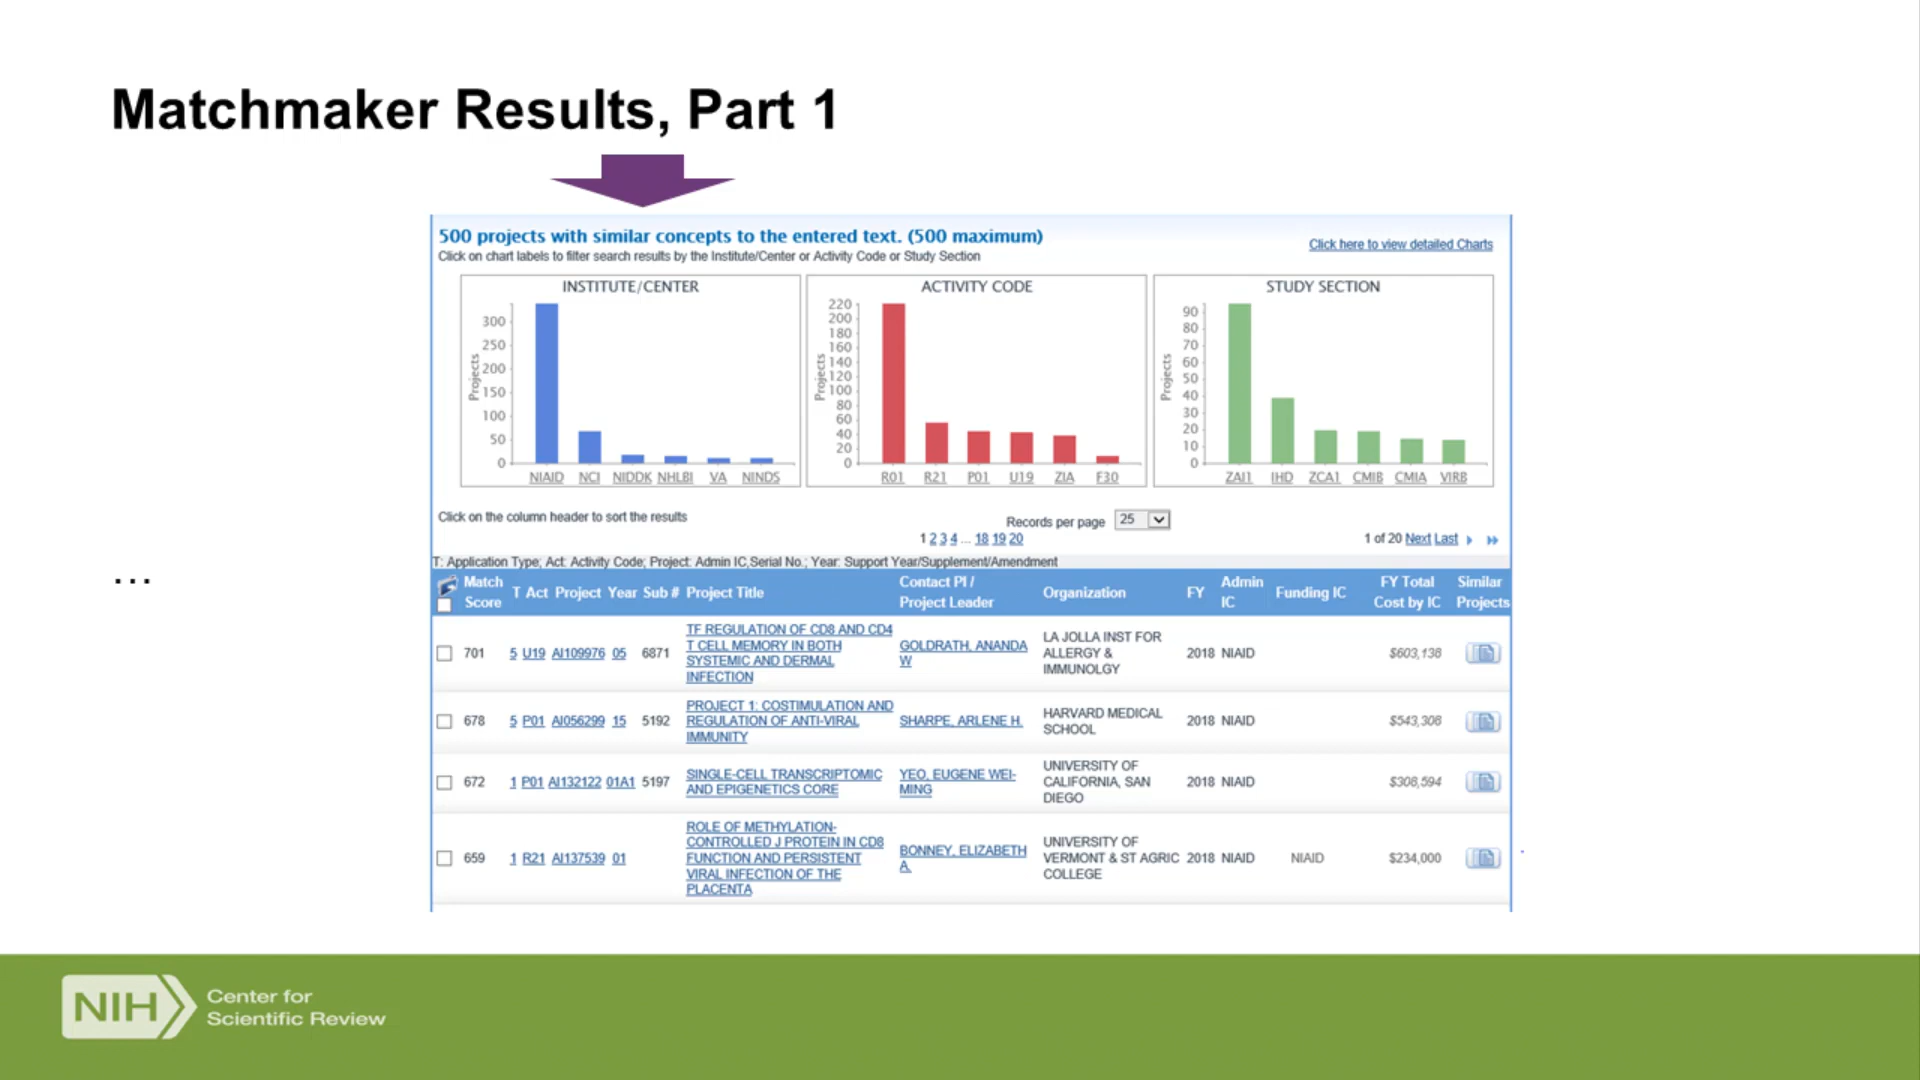 Matchmaker Results, Part 1
500 projects with similar concepts to the entered text. (500 maximum)
Click here to view detailed Charts
Click on chart labels to filter search results by the Institute/Center or Activity Code or Study Section
INSTITUTE/CENTER
Projects
300
250
200
150
100
50
0
NIAID NCI NIDDK NHLBI VA NINDS
ACTIVITY CODE
Projects
220
200
180
160
140
120
100
80
60
40
20
0
R01 R21 P01 U19 ZIA F30
STUDY SECTION
Projects
90
80
70
60
50
40
30
20
10
0
ZAI1 IHD ZCA1 CMIB CMIA VIRB
Click on the column header to sort the results
Records per page 25
1 2 3 4 ... 18 19 20
1 of 20 Next Last
...
T: Application Type; Act: Activity Code; Project: Admin IC,Serial No.; Year: Support Year/Supplement/Amendment
Match Score T Act Project Year Sub # Project Title Contact PI / Project Leader Organization FY Admin IC Funding IC FY Total Cost by IC Similar Projects
701 5 U19 AI109976 05 6871
TF REGULATION OF CD8 AND CD4
T CELL MEMORY IN BOTH
SYSTEMIC AND DERMAL
INFECTION
GOLDRATH, ANANDA
W
LA JOLLA INST FOR
ALLERGY &
IMMUNOLGY
2018 NIAID $603,138
678 5 P01 AI056299 15 5192
PROJECT 1: COSTIMULATION AND
REGULATION OF ANTI-VIRAL
IMMUNITY
SHARPE, ARLENE H.
HARVARD MEDICAL
SCHOOL
2018 NIAID $543,306
672 1 P01 AI132122 01A1 5197
SINGLE-CELL TRANSCRIPTOMIC
AND EPIGENETICS CORE
YEO, EUGENE WEI-
MING
UNIVERSITY OF
CALIFORNIA, SAN
DIEGO
2018 NIAID $306,594
659 1 R21 AI137539 01
ROLE OF METHYLATION-
CONTROLLED J PROTEIN IN CD8
FUNCTION AND PERSISTENT
VIRAL INFECTION OF THE
PLACENTA
BONNEY, ELIZABETH
A.
UNIVERSITY OF
VERMONT & ST AGRIC
COLLEGE
2018 NIAID NIAID $234,000
NIH
Center for
Scientific Review